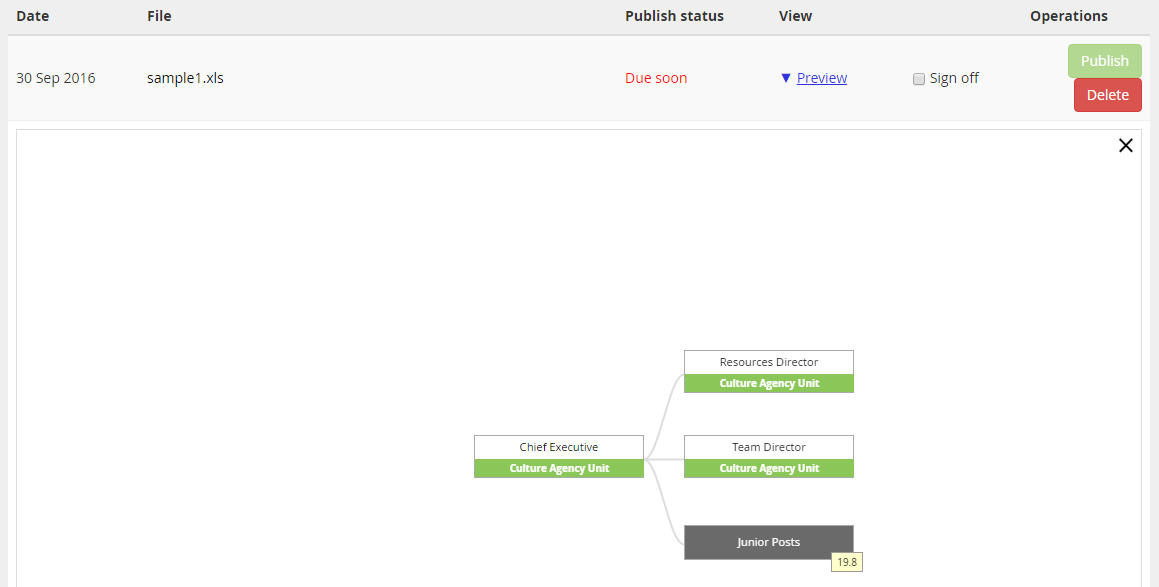 Date File Publish status View Operations
30 Sep 2016 sample1.xls Due soon ▼ Preview Sign off Publish
Delete
Resources Director
Culture Agency Unit
Chief Executive
Culture Agency Unit
Team Director
Culture Agency Unit
Junior Posts
19.8